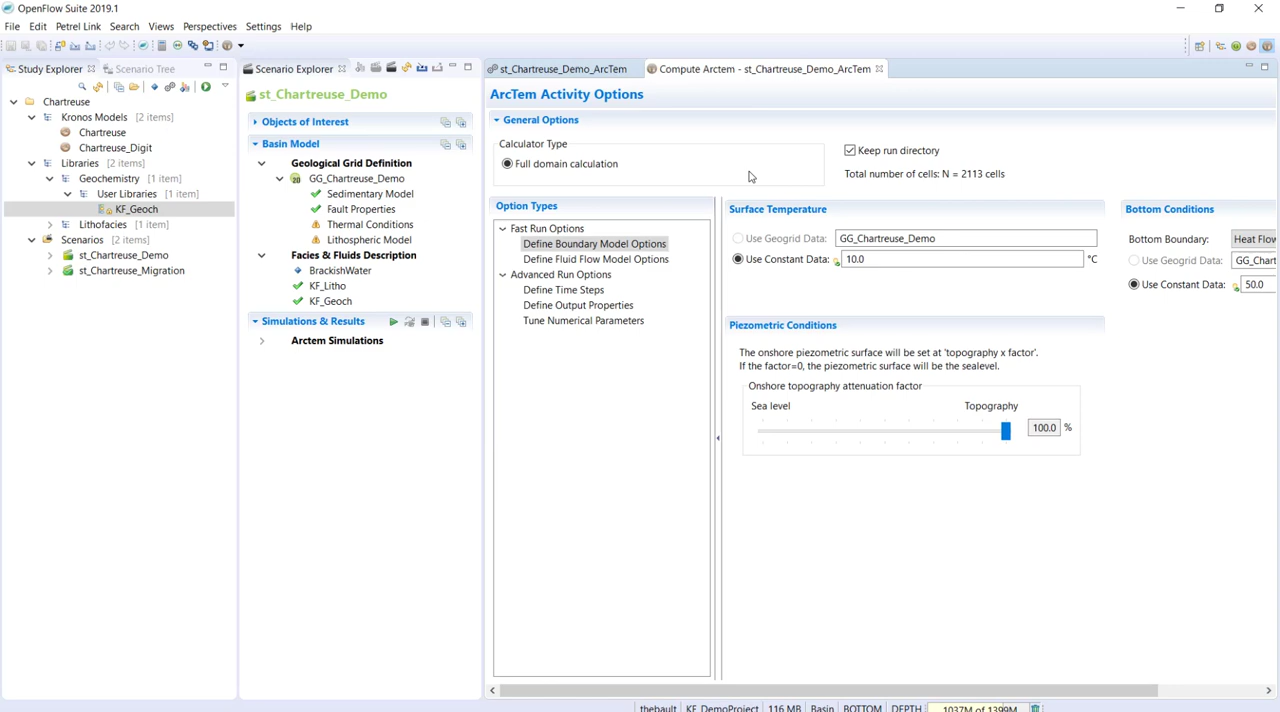 OpenFlow Suite 2019.1
File Edit Petrel Link Search Views Perspectives Settings Help
Study Explorer
Scenario Tree
Chartreuse
Kronos Models [2 items]
Chartreuse
Chartreuse_Digit
Libraries [2 items]
Geochemistry [1 item]
User Libraries [1 item]
KF_Geoch
Lithofacies [1 item]
Scenarios [2 items]
st_Chartreuse_Demo
st_Chartreuse_Migration
Scenario Explorer
st_Chartreuse_Demo
Objects of Interest
Basin Model
Geological Grid Definition
GG_Chartreuse_Demo
Sedimentary Model
Fault Properties
Thermal Conditions
Lithospheric Model
Facies & Fluids Description
BrackishWater
KF_Litho
KF_Geoch
Simulations & Results
Arctem Simulations
st_Chartreuse_Demo_ArcTem
Compute Arctem - st_Chartreuse_Demo_ArcTem
ArcTem Activity Options
General Options
Calculator Type
Full domain calculation
Keep run directory
Total number of cells: N = 2113 cells
Option Types
Fast Run Options
Define Boundary Model Options
Define Fluid Flow Model Options
Advanced Run Options
Define Time Steps
Define Output Properties
Tune Numerical Parameters
Surface Temperature
Use Geogrid Data: GG_Chartreuse_Demo
Use Constant Data: 10.0 °C
Bottom Conditions
Bottom Boundary: Heat Flow
Use Geogrid Data: GG_Chart
Use Constant Data: 50.0
Piezometric Conditions
The onshore piezometric surface will be set at 'topography x factor'.
If the factor=0, the piezometric surface will be the sealevel.
Onshore topography attenuation factor
Sea level Topography
100.0 %
thebault KF_DemoProject 116 MB Basin BOTTOM DEPTH 1037M of 1399M